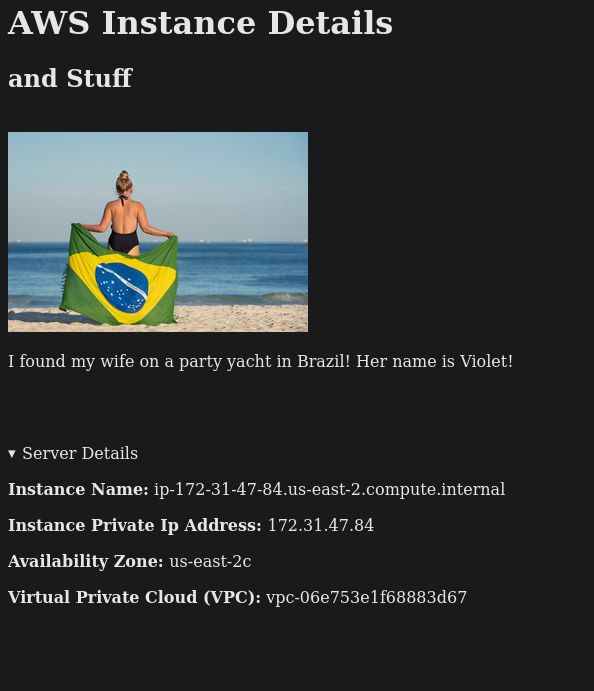 AWS Instance Details
and Stuff
I found my wife on a party yacht in Brazil! Her name is Violet!
▾ Server Details
Instance Name: ip-172-31-47-84.us-east-2.compute.internal
Instance Private Ip Address: 172.31.47.84
Availability Zone: us-east-2c
Virtual Private Cloud (VPC): vpc-06e753e1f68883d67